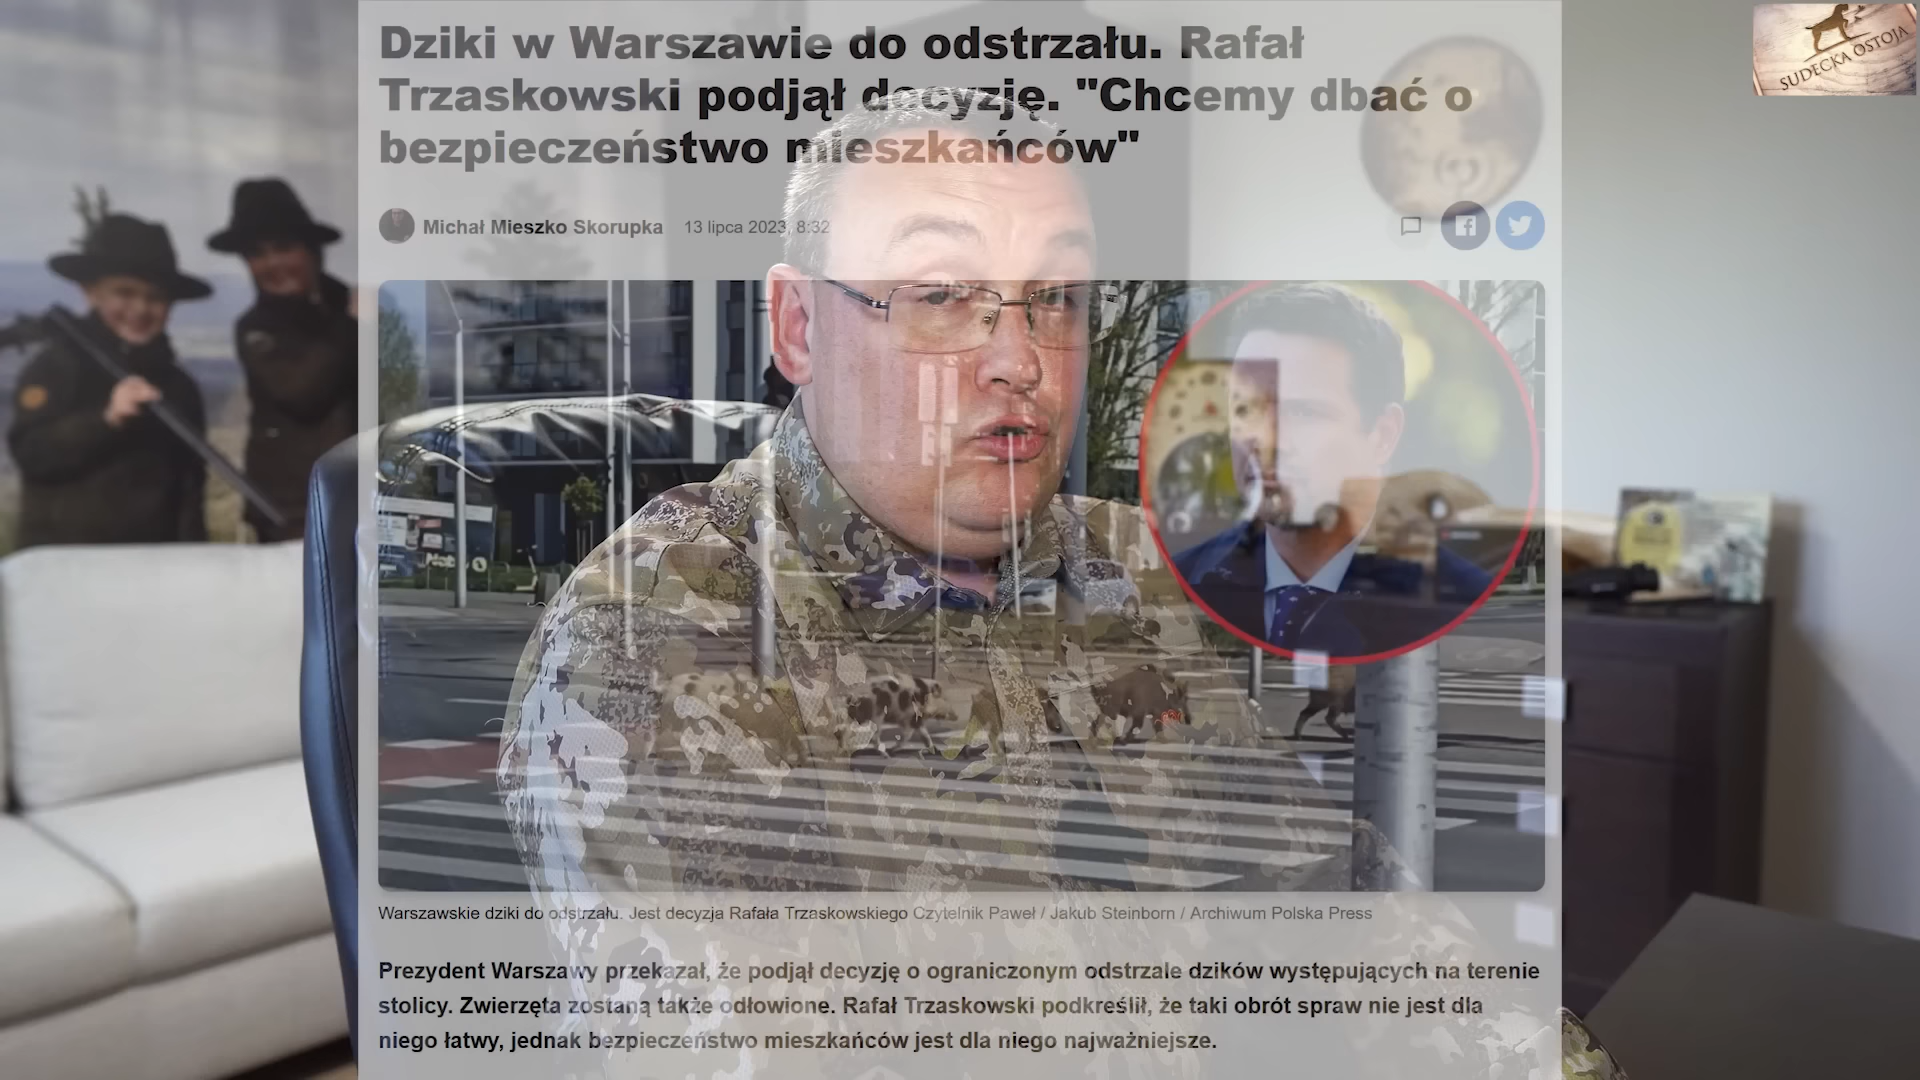 Dziki w Warszawie do odstrzału. Rafał
Trzaskowski podjął decyzję. "Chcemy dbać o
bezpieczeństwo mieszkańców"
Michał Mieszko Skorupka 13 lipca 2023, 8:32
Warszawskie dziki do odstrzału. Jest decyzja Rafała Trzaskowskiego Czytelnik Paweł / Jakub Steinborn / Archiwum Polska Press
Prezydent Warszawy przekazał, że podjął decyzję o ograniczonym odstrzale dzików występujących na terenie
stolicy. Zwierzęta zostaną także odłowione. Rafał Trzaskowski podkreślił, że taki obrót spraw nie jest dla
niego łatwy, jednak bezpieczeństwo mieszkańców jest dla niego najważniejsze.
SUDECKA OSTOJA